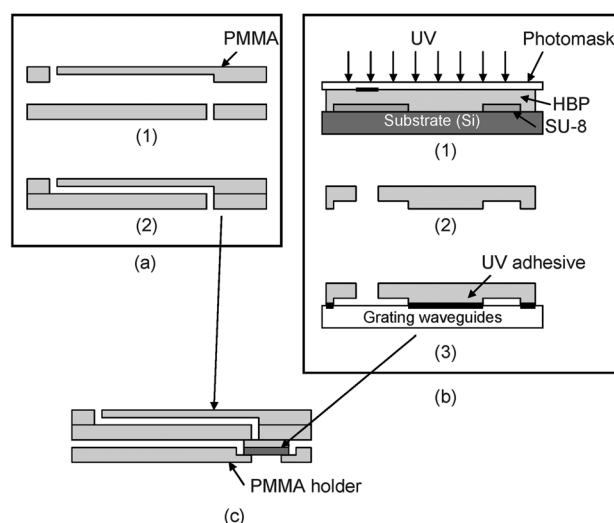 PMMA
(1)
(2)
(a)
UV
Photomask
HBP
SU-8
Substrate (Si)
(1)
(2)
UV adhesive
Grating waveguides
(3)
(b)
PMMA holder
(c)